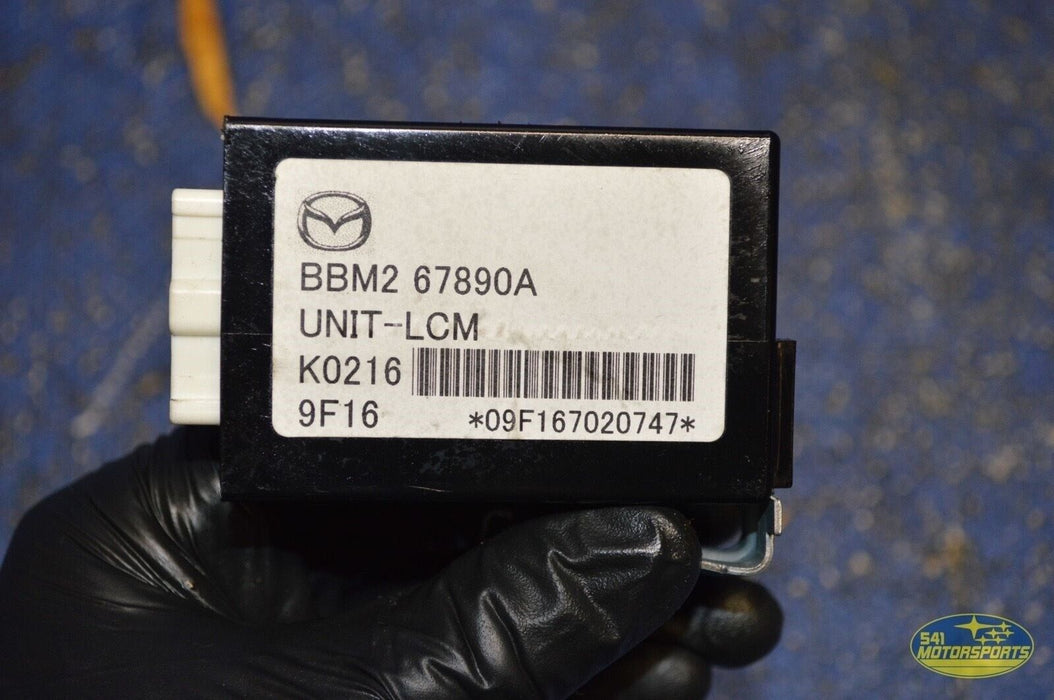 BBM2 67890A
UNIT-LCM
K0216
9F16
*09F167020747*
541
MOTORSPORTS